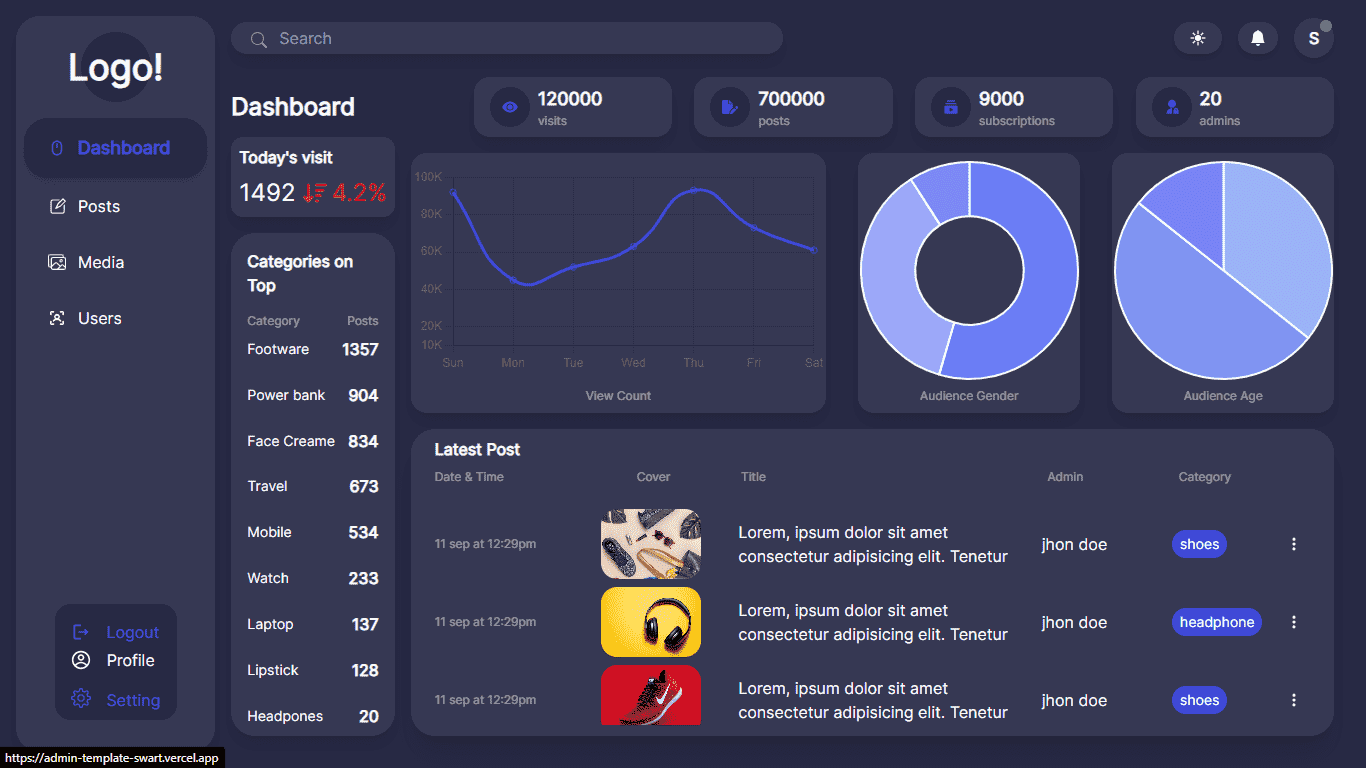 Logo!
Dashboard
Posts
Media
Users
Logout
Profile
Setting
Search
S
Dashboard
120000
visits
700000
posts
9000
subscriptions
20
admins
Today's visit
1492 4.2%
Categories on
Top
Category Posts
Footware 1357
Power bank 904
Face Creame 834
Travel 673
Mobile 534
Watch 233
Laptop 137
Lipstick 128
Headpones 20
100K
80K
60K
40K
20K
10K
Sun Mon Tue Wed Thu Fri Sat
View Count
Audience Gender
Audience Age
Latest Post
Date & Time Cover Title Admin Category
11 sep at 12:29pm
Lorem, ipsum dolor sit amet
consectetur adipisicing elit. Tenetur
jhon doe
shoes
11 sep at 12:29pm
Lorem, ipsum dolor sit amet
consectetur adipisicing elit. Tenetur
jhon doe
headphone
11 sep at 12:29pm
Lorem, ipsum dolor sit amet
consectetur adipisicing elit. Tenetur
jhon doe
shoes
https://admin-template-swart.vercel.app